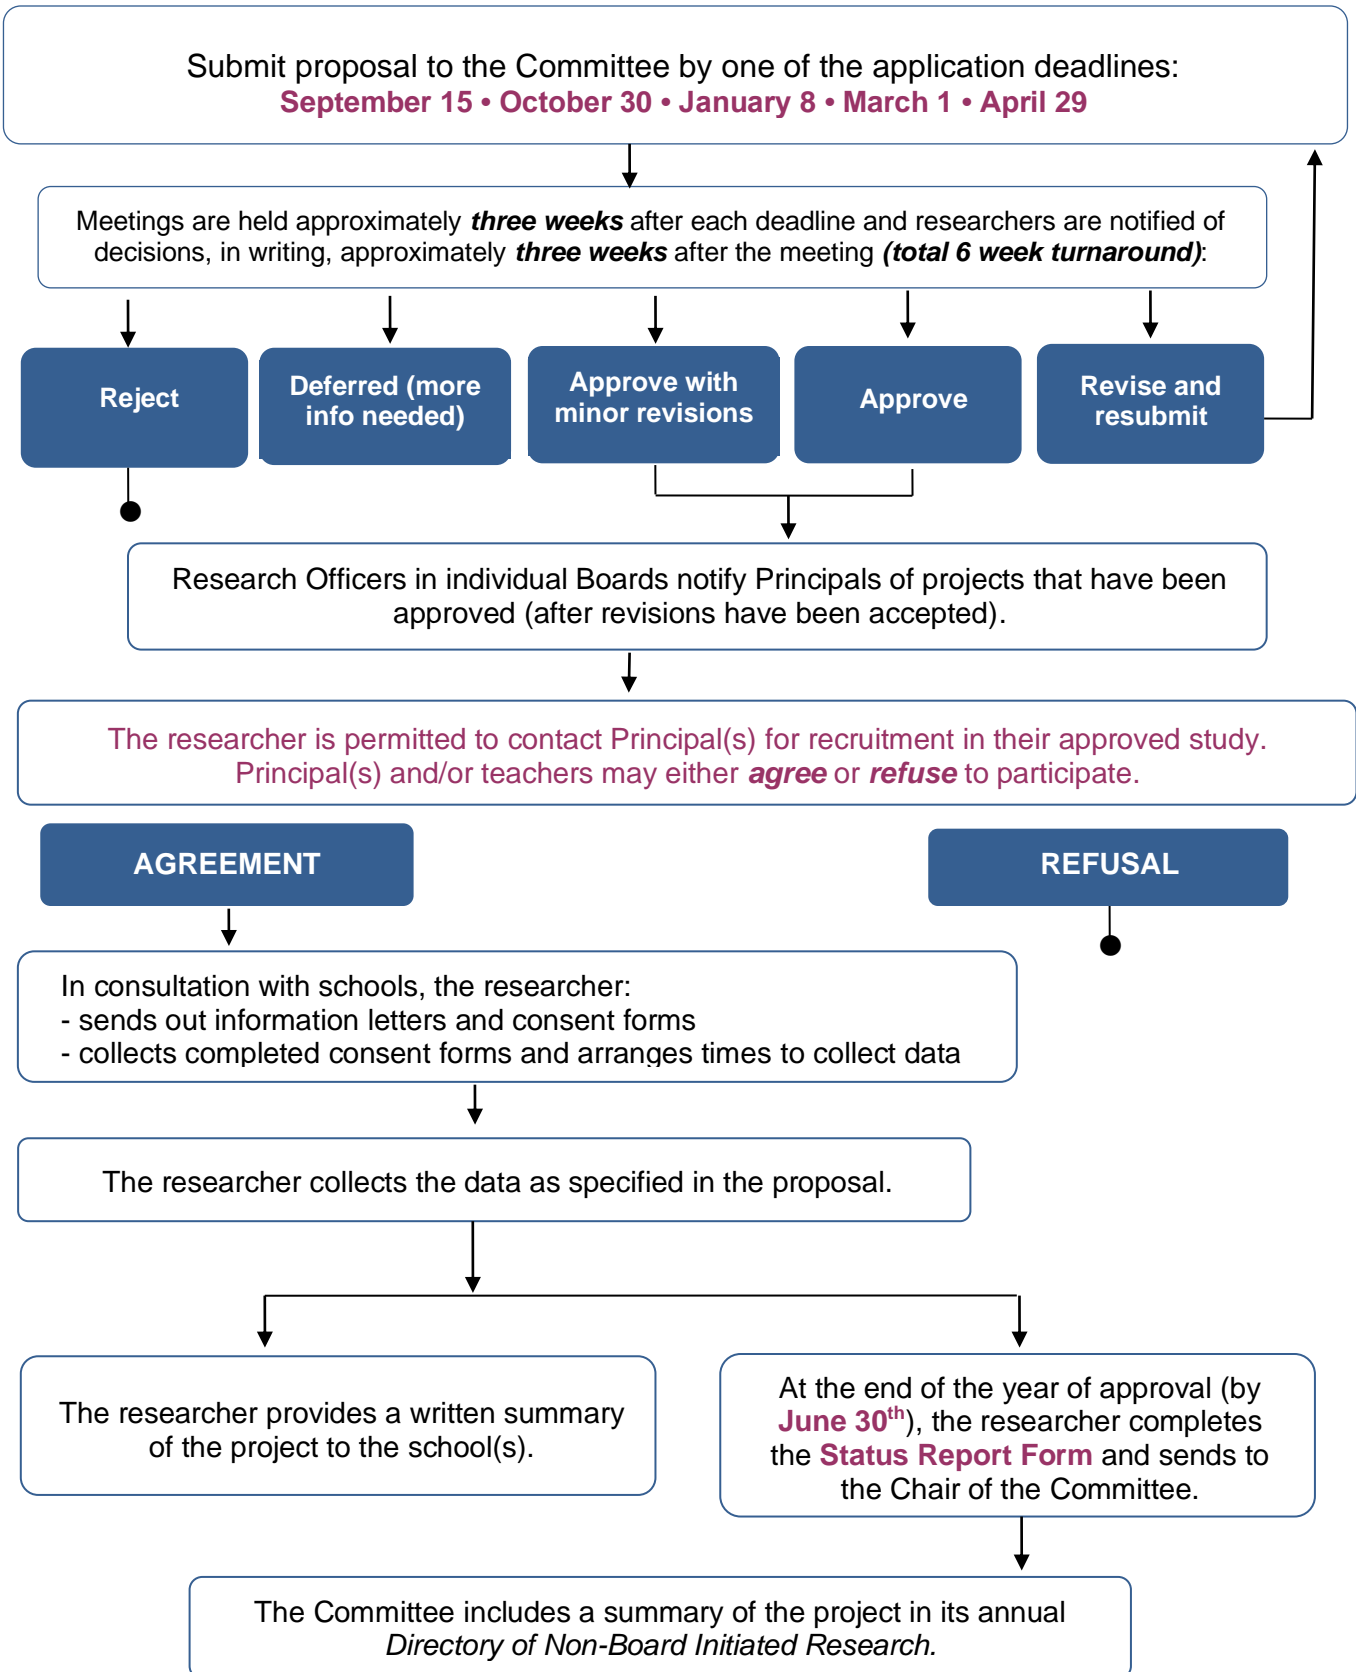 Submit proposal to the Committee by one of the application deadlines:
September 15 • October 30 • January 8 • March 1 • April 29
Meetings are held approximately three weeks after each deadline and researchers are notified of
decisions, in writing, approximately three weeks after the meeting (total 6 week turnaround):
Reject
Deferred (more
info needed)
Approve with
minor revisions
Approve
Revise and
resubmit
Research Officers in individual Boards notify Principals of projects that have been
approved (after revisions have been accepted).
The researcher is permitted to contact Principal(s) for recruitment in their approved study.
Principal(s) and/or teachers may either agree or refuse to participate.
AGREEMENT
REFUSAL
In consultation with schools, the researcher:
- sends out information letters and consent forms
- collects completed consent forms and arranges times to collect data
The researcher collects the data as specified in the proposal.
The researcher provides a written summary
of the project to the school(s).
At the end of the year of approval (by
June 30th), the researcher completes
the Status Report Form and sends to
the Chair of the Committee.
The Committee includes a summary of the project in its annual
Directory of Non-Board Initiated Research.